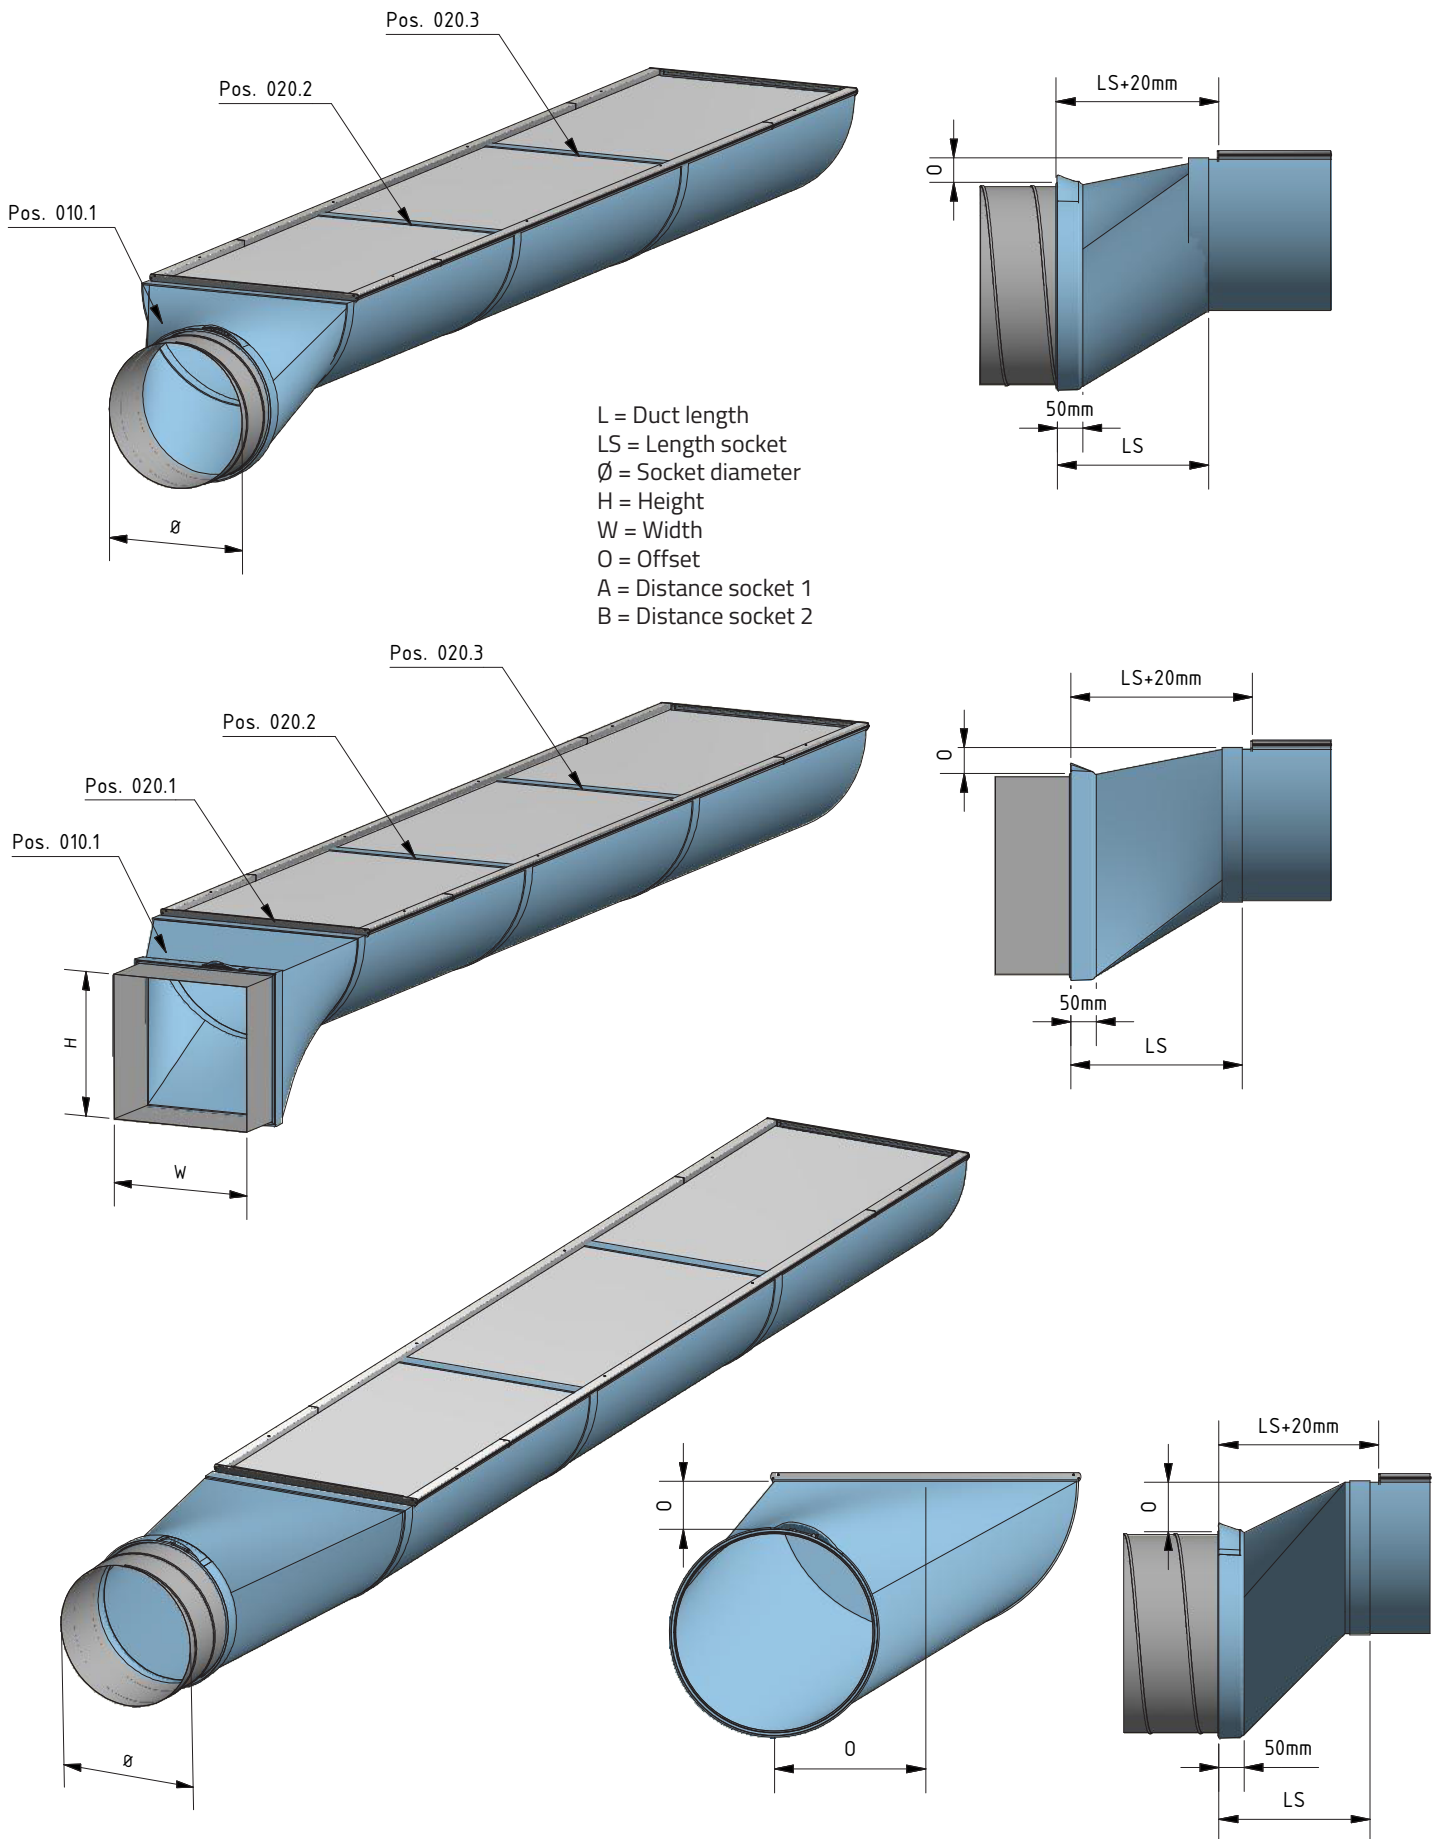 Pos. 020.3
Pos. 020.2
Pos. 010.1
Ø
LS+20mm
O
50mm
LS
L = Duct length
LS = Length socket
Ø = Socket diameter
H = Height
W = Width
O = Offset
A = Distance socket 1
B = Distance socket 2
Pos. 020.3
Pos. 020.2
Pos. 020.1
Pos. 010.1
H
W
LS+20mm
O
50mm
LS
Ø
O
O
LS+20mm
O
50mm
LS